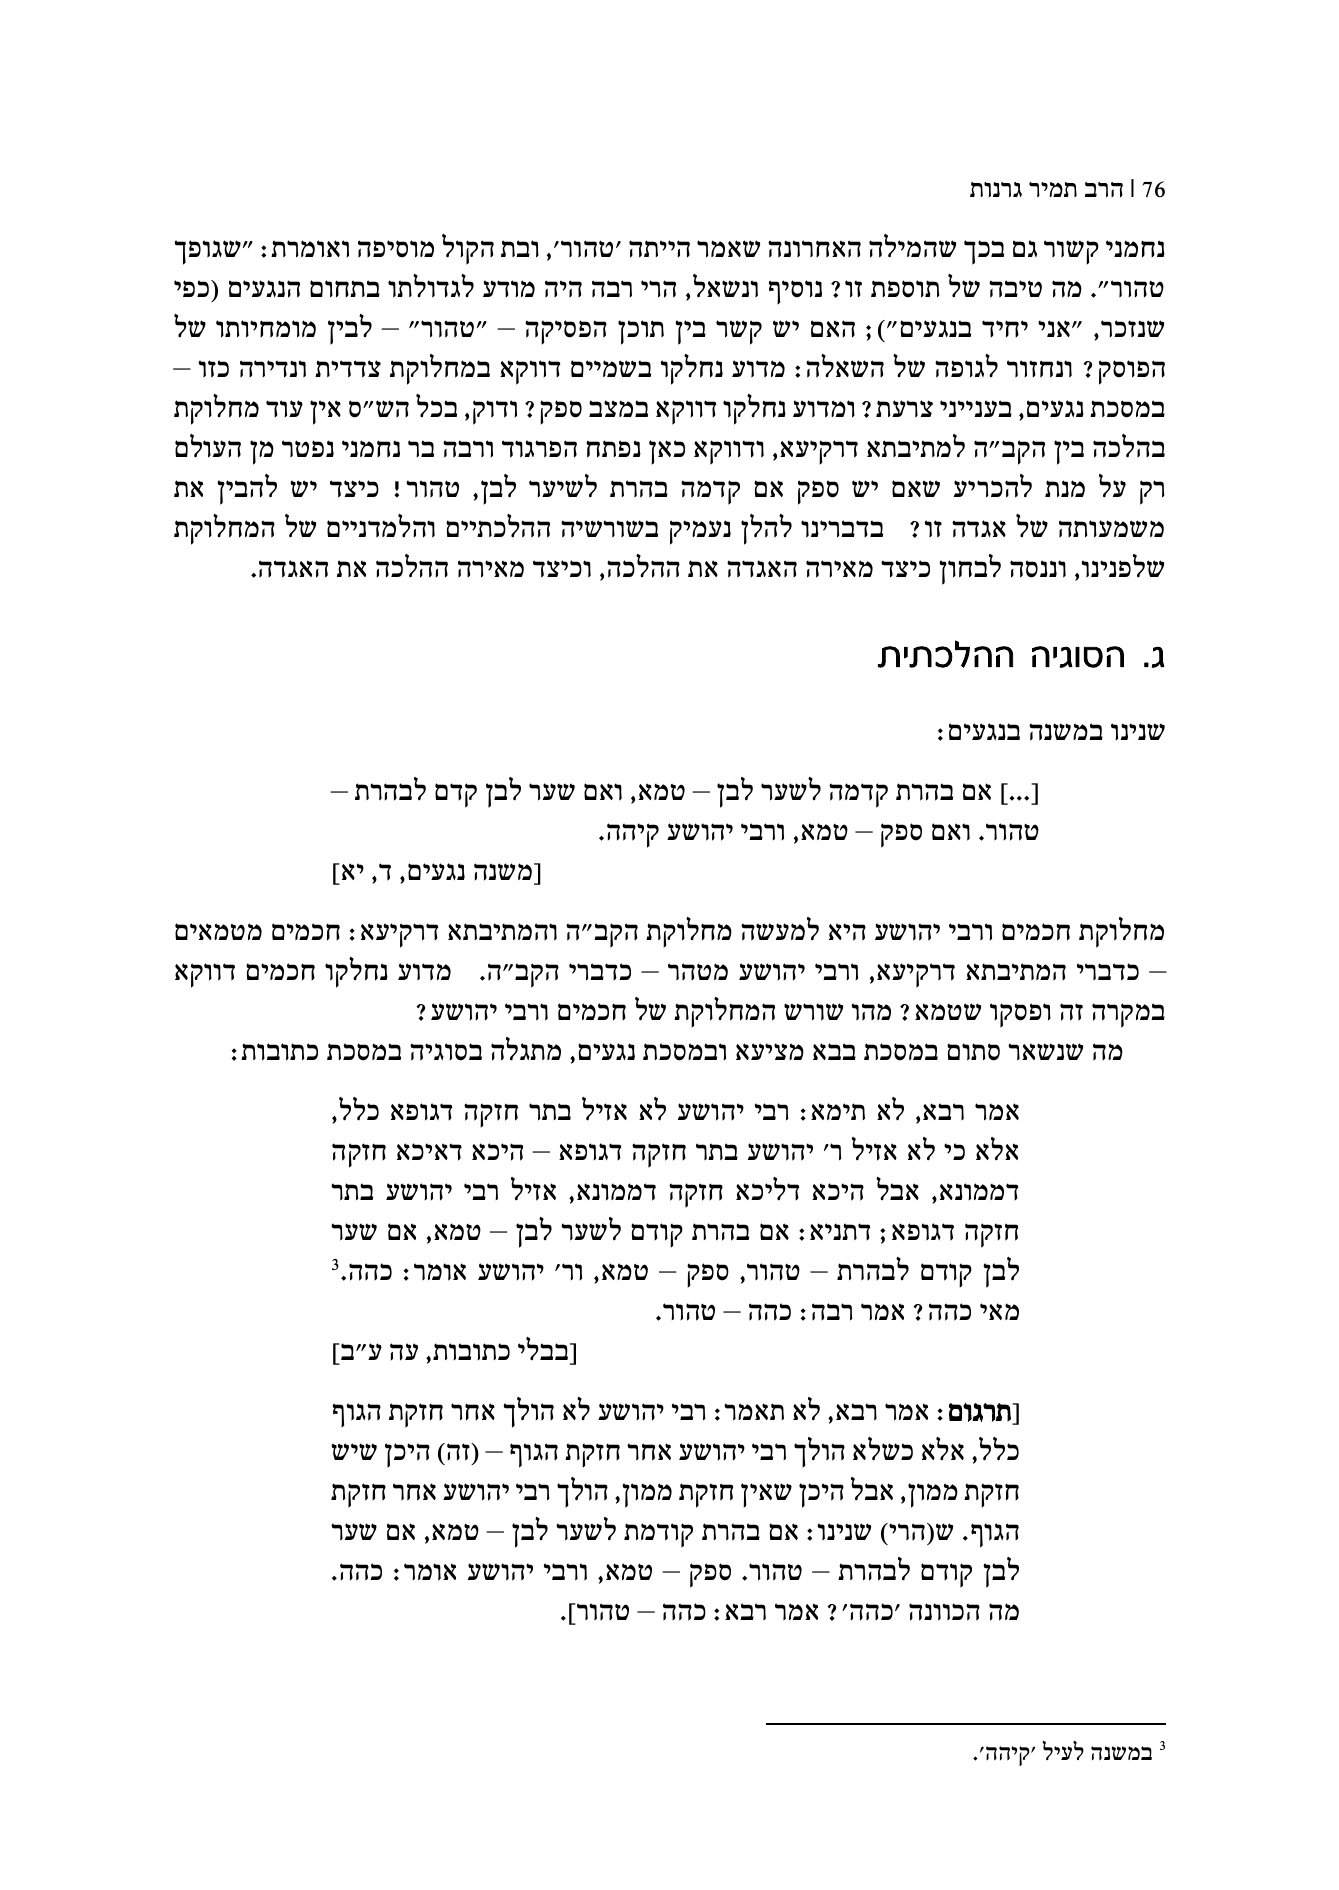 76 | הרב תמיר גרנות
נחמני קשור גם בכך שהמילה האחרונה שאמר הייתה ׳טהור׳, ובת הקול מוסיפה ואומרת: ״שגופך
טהור״. מה טיבה של תוספת זו? נוסיף ונשאל, הרי רבה היה מודע לגדולתו בתחום הנגעים (כפי
שנזכר, ״אני יחיד בנגעים״); האם יש קשר בין תוכן הפסיקה – ״טהור״ – לבין מומחיותו של
הפוסק? ונחזור לגופה של השאלה: מדוע נחלקו בשמיים דווקא במחלוקת צדדית ונדירה כזו –
במסכת נגעים, בענייני צרעת? ומדוע נחלקו דווקא במצב ספק? ודוק, בכל הש״ס אין עוד מחלוקת
בהלכה בין הקב״ה למתיבתא דרקיעא, ודווקא כאן נפתח הפרגוד ורבה בר נחמני נפטר מן העולם
רק על מנת להכריע שאם יש ספק אם קדמה בהרת לשיער לבן, טהור! כיצד יש להבין את
משמעותה של אגדה זו? בדברינו להלן נעמיק בשורשיה ההלכתיים והלמדניים של המחלוקת
שלפנינו, וננסה לבחון כיצד מאירה האגדה את ההלכה, וכיצד מאירה ההלכה את האגדה.
ג. הסוגיה ההלכתית
שנינו במשנה בנגעים:
[...] אם בהרת קדמה לשער לבן – טמא, ואם שער לבן קדם לבהרת –
טהור. ואם ספק – טמא, ורבי יהושע קיהה.
[משנה נגעים, ד, יא]
מחלוקת חכמים ורבי יהושע היא למעשה מחלוקת הקב״ה והמתיבתא דרקיעא: חכמים מטמאים
– כדברי המתיבתא דרקיעא, ורבי יהושע מטהר – כדברי הקב״ה. מדוע נחלקו חכמים דווקא
במקרה זה ופסקו שטמא? מהו שורש המחלוקת של חכמים ורבי יהושע?
מה שנשאר סתום במסכת בבא מציעא ובמסכת נגעים, מתגלה בסוגיה במסכת כתובות:
אמר רבא, לא תימא: רבי יהושע לא אזיל בתר חזקה דגופא כלל,
אלא כי לא אזיל ר׳ יהושע בתר חזקה דגופא – היכא דאיכא חזקה
דממונא, אבל היכא דליכא חזקה דממונא, אזיל רבי יהושע בתר
חזקה דגופא; דתניא: אם בהרת קודם לשער לבן – טמא, אם שער
לבן קודם לבהרת – טהור, ספק – טמא, ור׳ יהושע אומר: כהה.3
מאי כהה? אמר רבה: כהה – טהור.
[בבלי כתובות, עה ע״ב]
[תרגום: אמר רבא, לא תאמר: רבי יהושע לא הולך אחר חזקת הגוף
כלל, אלא כשלא הולך רבי יהושע אחר חזקת הגוף – (זה) היכן שיש
חזקת ממון, אבל היכן שאין חזקת ממון, הולך רבי יהושע אחר חזקת
הגוף. ש(הרי) שנינו: אם בהרת קודמת לשער לבן – טמא, אם שער
לבן קודם לבהרת – טהור. ספק – טמא, ורבי יהושע אומר: כהה.
מה הכוונה ׳כהה׳? אמר רבא: כהה – טהור].
3 במשנה לעיל ׳קיהה׳.